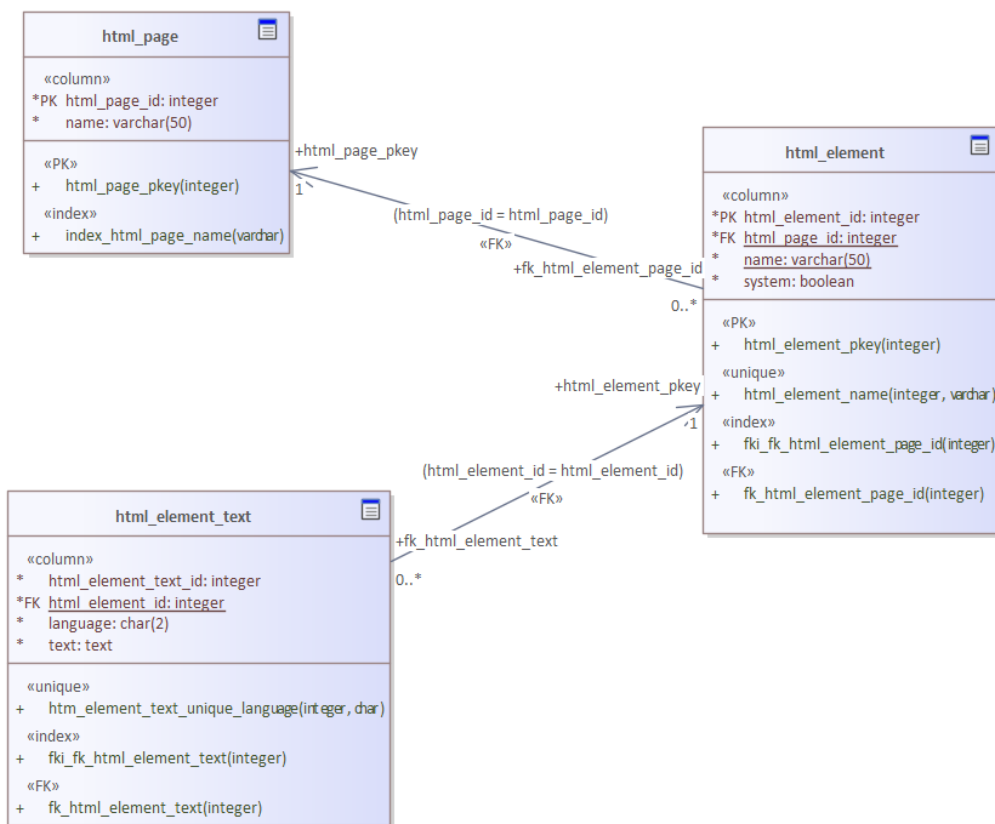 html_page
«column»
*PK html_page_id: integer
* name: varchar(50)
«PK»
+ html_page_pkey(integer)
«index»
+ index_html_page_name(varchar)
+html_page_pkey
1
(html_page_id = html_page_id)
«FK»
+fk_html_element_page_id
0..*
html_element
«column»
*PK html_element_id: integer
*FK html_page_id: integer
* name: varchar(50)
* system: boolean
«PK»
+ html_element_pkey(integer)
«unique»
+ html_element_name(integer, varchar)
«index»
+ fki_fk_html_element_page_id(integer)
«FK»
+ fk_html_element_page_id(integer)
+html_element_pkey
1
(html_element_id = html_element_id)
«FK»
+fk_html_element_text
0..*
html_element_text
«column»
* html_element_text_id: integer
*FK html_element_id: integer
* language: char(2)
* text: text
«unique»
+ htm_element_text_unique_language(integer, char)
«index»
+ fki_fk_html_element_text(integer)
«FK»
+ fk_html_element_text(integer)